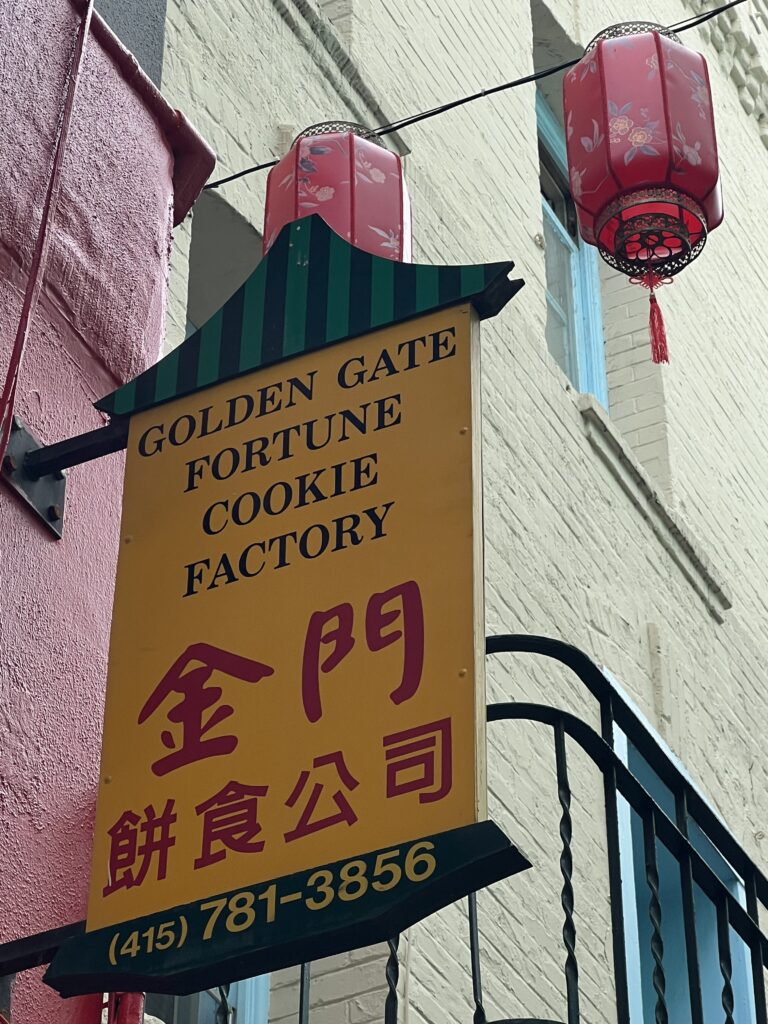 GOLDEN GATE
FORTUNE
COOKIE
FACTORY
金門
餅食公司
(415) 781-3856